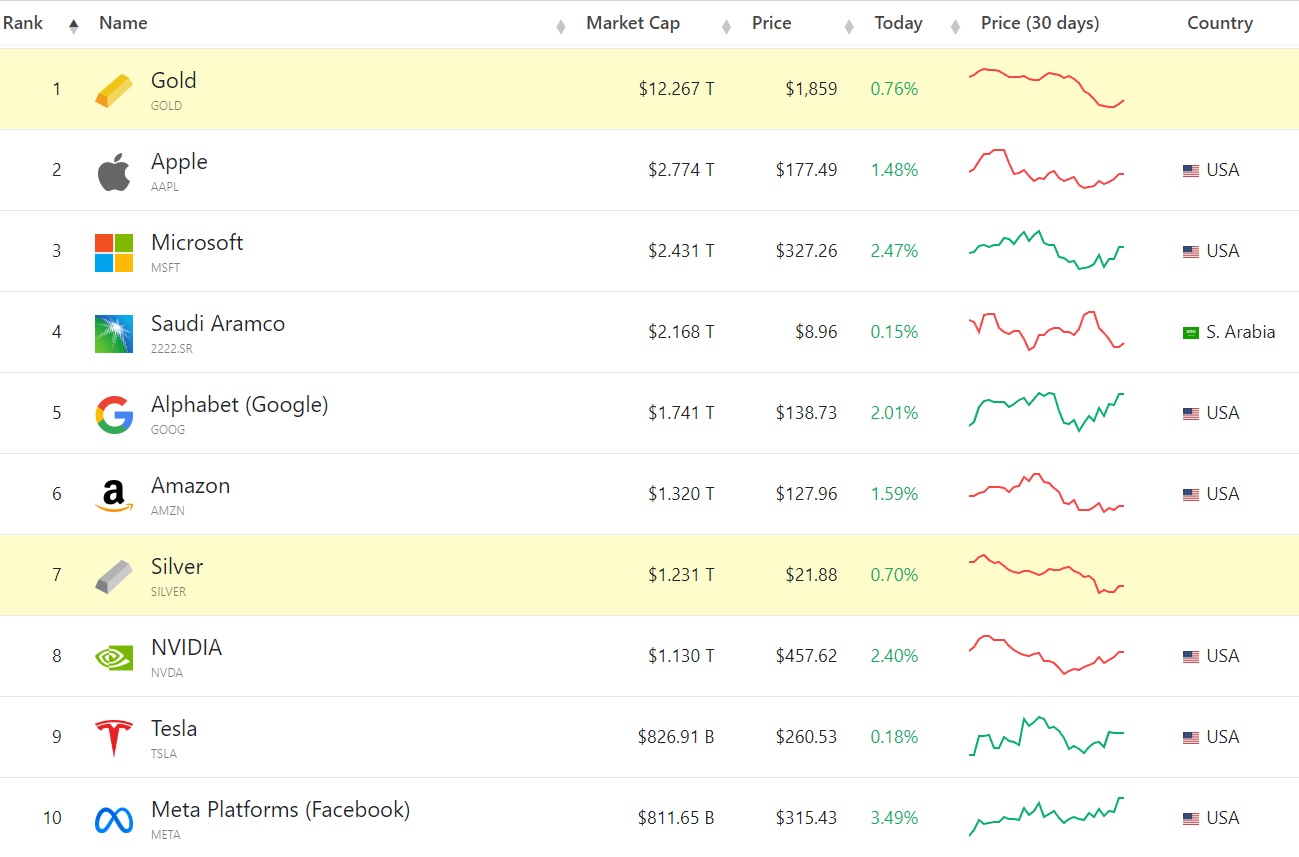 Rank Name Market Cap Price Today Price (30 days) Country
1 Gold $12.267 T $1,859 0.76%
GOLD
2 Apple $2.774 T $177.49 1.48% USA
AAPL
3 Microsoft $2.431 T $327.26 2.47% USA
MSFT
4 Saudi Aramco $2.168 T $8.96 0.15% S. Arabia
2222.SR
5 Alphabet (Google) $1.741 T $138.73 2.01% USA
GOOG
6 Amazon $1.320 T $127.96 1.59% USA
AMZN
7 Silver $1.231 T $21.88 0.70%
SILVER
8 NVIDIA $1.130 T $457.62 2.40% USA
NVDA
9 Tesla $826.91 B $260.53 0.18% USA
TSLA
10 Meta Platforms (Facebook) $811.65 B $315.43 3.49% USA
META